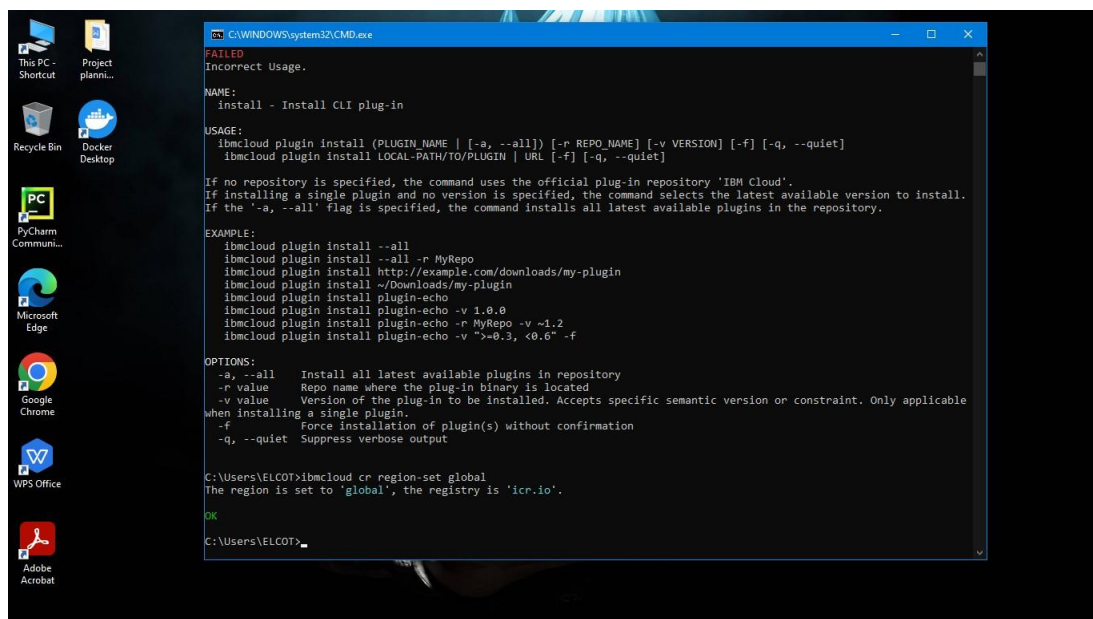 This PC -
Shortcut
Project
planni...
Recycle Bin
Docker
Desktop
PC
PyCharm
Communi...
Microsoft
Edge
Google
Chrome
W
WPS Office
Adobe
Acrobat
C:\WINDOWS\system32\CMD.exe
FAILED
Incorrect Usage.
NAME:
install - Install CLI plug-in
USAGE:
ibmcloud plugin install (PLUGIN_NAME | [-a, --all]) [-r REPO_NAME] [-v VERSION] [-f] [-q, --quiet]
ibmcloud plugin install LOCAL-PATH/TO/PLUGIN | URL [-f] [-q, --quiet]
If no repository is specified, the command uses the official plug-in repository 'IBM Cloud'.
If installing a single plugin and no version is specified, the command selects the latest available version to install.
If the '-a, --all' flag is specified, the command installs all latest available plugins in the repository.
EXAMPLE:
ibmcloud plugin install --all
ibmcloud plugin install --all -r MyRepo
ibmcloud plugin install http://example.com/downloads/my-plugin
ibmcloud plugin install ~/Downloads/my-plugin
ibmcloud plugin install plugin-echo
ibmcloud plugin install plugin-echo -v 1.0.0
ibmcloud plugin install plugin-echo -r MyRepo -v ~1.2
ibmcloud plugin install plugin-echo -v ">=0.3, <0.6" -f
OPTIONS:
-a, --all Install all latest available plugins in repository
-r value Repo name where the plug-in binary is located
-v value Version of the plug-in to be installed. Accepts specific semantic version or constraint. Only applicable
when installing a single plugin.
-f Force installation of plugin(s) without confirmation
-q, --quiet Suppress verbose output
C:\Users\ELCOT>ibmcloud cr region-set global
The region is set to 'global', the registry is 'icr.io'.
OK
C:\Users\ELCOT>